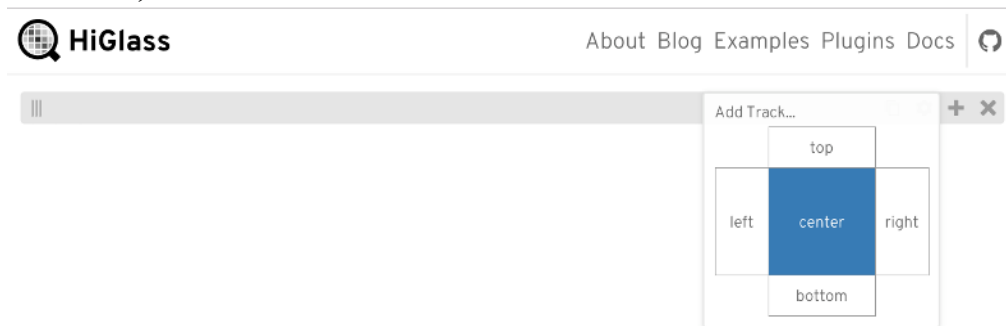 HiGlass
About Blog Examples Plugins Docs
Add Track...
top
left center right
bottom